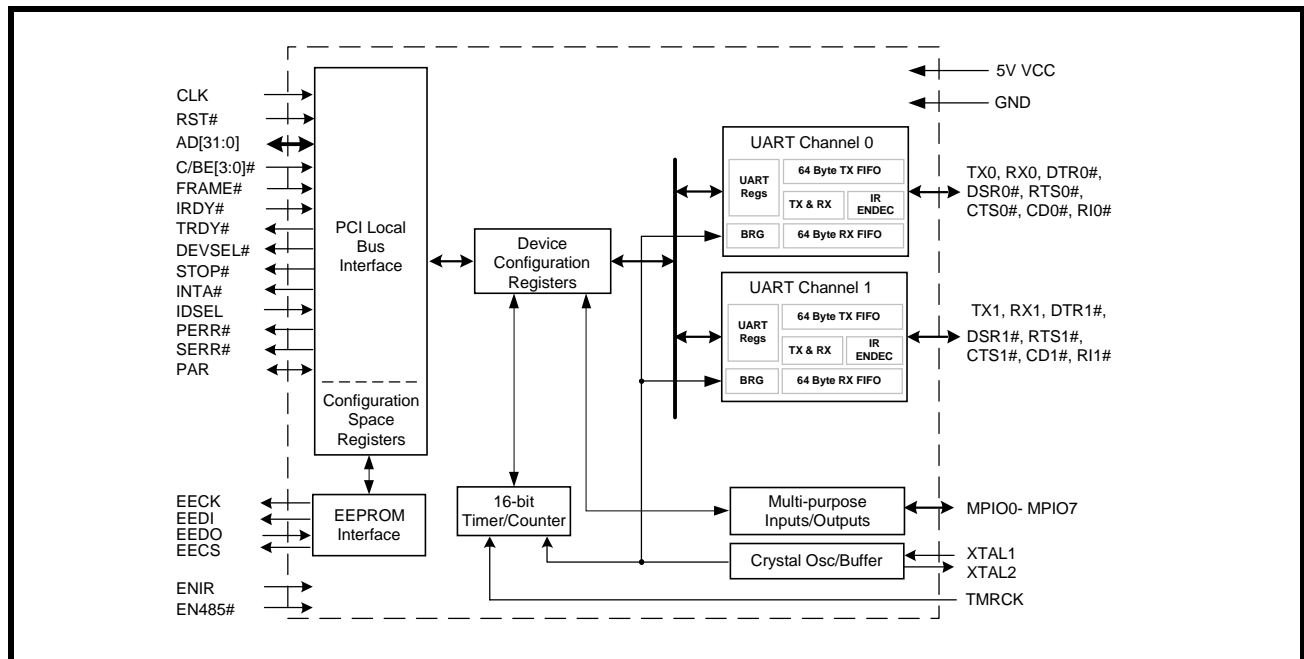 CLK
RST#
AD[31:0]
C/BE[3:0]#
FRAME#
IRDY#
TRDY#
DEVSEL#
STOP#
INTA#
IDSEL
PERR#
SERR#
PAR
EECK
EEDI
EEDO
EECS
ENIR
EN485#
PCI Local
Bus
Interface
Configuration
Space
Registers
EEPROM
Interface
Device
Configuration
Registers
16-bit
Timer/Counter
UART Channel 0
UART
Regs
64 Byte TX FIFO
TX & RX
IR
ENDEC
BRG
64 Byte RX FIFO
UART Channel 1
UART
Regs
64 Byte TX FIFO
TX & RX
IR
ENDEC
BRG
64 Byte RX FIFO
Multi-purpose
Inputs/Outputs
Crystal Osc/Buffer
5V VCC
GND
TX0, RX0, DTR0#,
DSR0#, RTS0#,
CTS0#, CD0#, RI0#
TX1, RX1, DTR1#,
DSR1#, RTS1#,
CTS1#, CD1#, RI1#
MPIO0- MPIO7
XTAL1
XTAL2
TMRCK